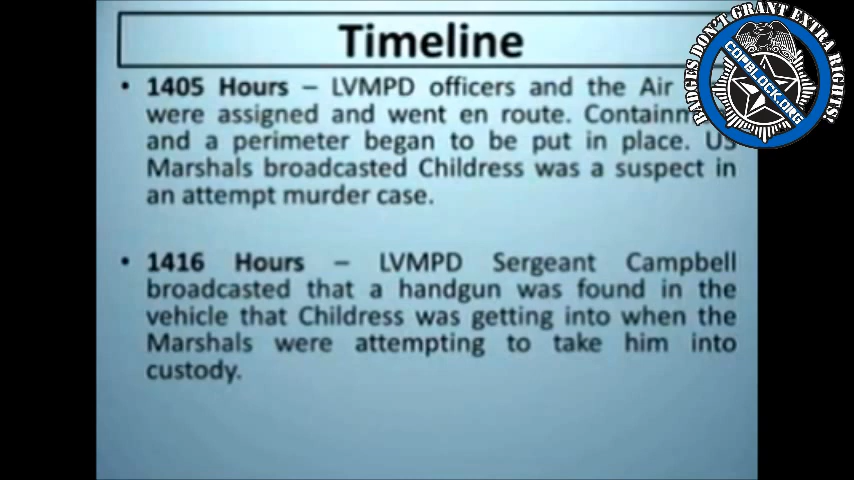 Timeline
• 1405 Hours – LVMPD officers and the Air
were assigned and went en route.
and a perimeter began to be put in place. US
Marshals broadcasted Childress was a suspect in
an attempt murder case.
• 1416 Hours – LVMPD Sergeant Campbell
broadcasted that a handgun was found in the
vehicle that Childress was getting into when the
Marshals were attempting to take him into
custody.
BADGES DON'T GRANT EXTRA RIGHTS!
COPBLOCK.ORG